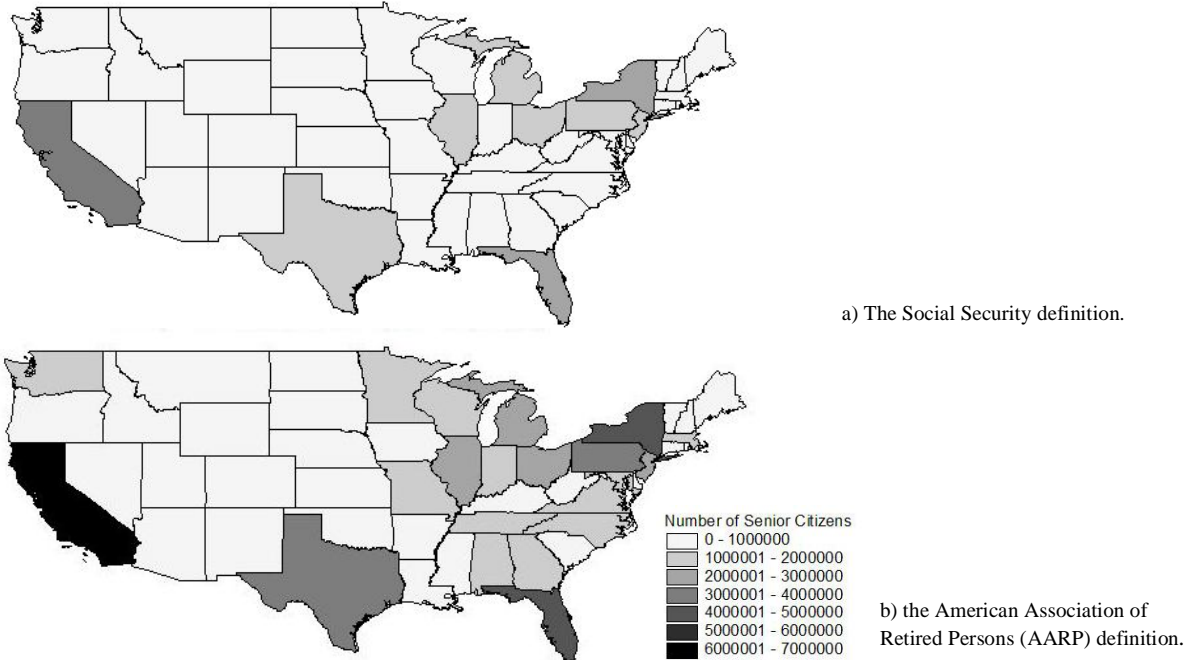 a) The Social Security definition.
Number of Senior Citizens
0 - 1000000
1000001 - 2000000
2000001 - 3000000
3000001 - 4000000
4000001 - 5000000
5000001 - 6000000
6000001 - 7000000
b) the American Association of
Retired Persons (AARP) definition.